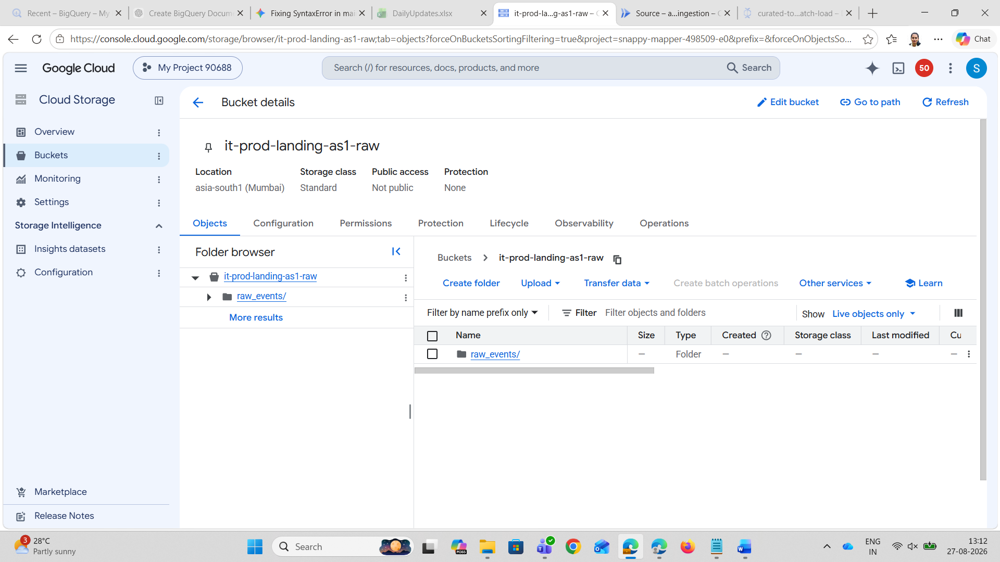 Recent – BigQuery – My
Create BigQuery Docum
Fixing SyntaxError in mai
DailyUpdates.xlsx
it-prod-la...g-as1-raw – C
Source – a...ingestion – C
curated-to...atch-load –
https://console.cloud.google.com/storage/browser/it-prod-landing-as1-raw;tab=objects?forceOnBucketsSortingFiltering=true&project=snappy-mapper-498509-e0&prefix=&forceOnObjectsSo...
Chat
Google Cloud
My Project 90688
Search (/) for resources, docs, products, and more
Search
50
S
Cloud Storage
Overview
Buckets
Monitoring
Settings
Storage Intelligence
Insights datasets
Configuration
Marketplace
Release Notes
Bucket details
Edit bucket
Go to path
Refresh
it-prod-landing-as1-raw
Location Storage class Public access Protection
asia-south1 (Mumbai) Standard Not public None
Objects Configuration Permissions Protection Lifecycle Observability Operations
Folder browser
it-prod-landing-as1-raw
raw_events/
More results
Buckets > it-prod-landing-as1-raw
Create folder Upload Transfer data Create batch operations Other services Learn
Filter by name prefix only Filter Filter objects and folders Show Live objects only
Name Size Type Created Storage class Last modified Cu
raw_events/ — Folder — — — —
3
28°C
Partly sunny
Search
M365
ENG
IN
13:12
27-08-2026